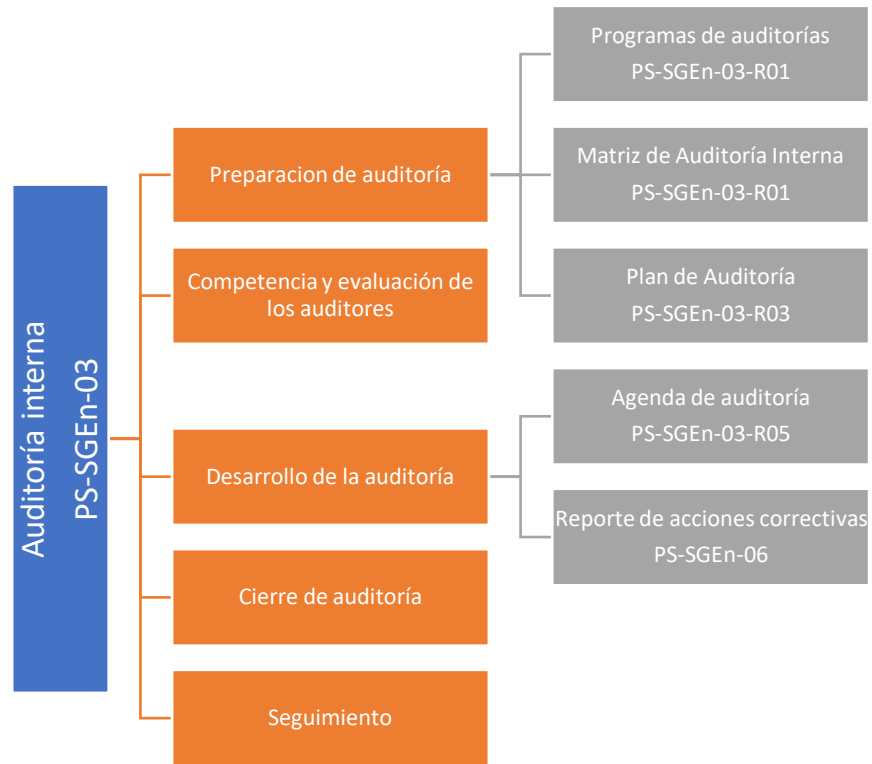 Auditoría interna
PS-SGEn-03
Preparacion de auditoría
Programas de auditorías
PS-SGEn-03-R01
Matriz de Auditoría Interna
PS-SGEn-03-R01
Plan de Auditoría
PS-SGEn-03-R03
Competencia y evaluación de
los auditores
Desarrollo de la auditoría
Agenda de auditoría
PS-SGEn-03-R05
Reporte de acciones correctivas
PS-SGEn-06
Cierre de auditoría
Seguimiento